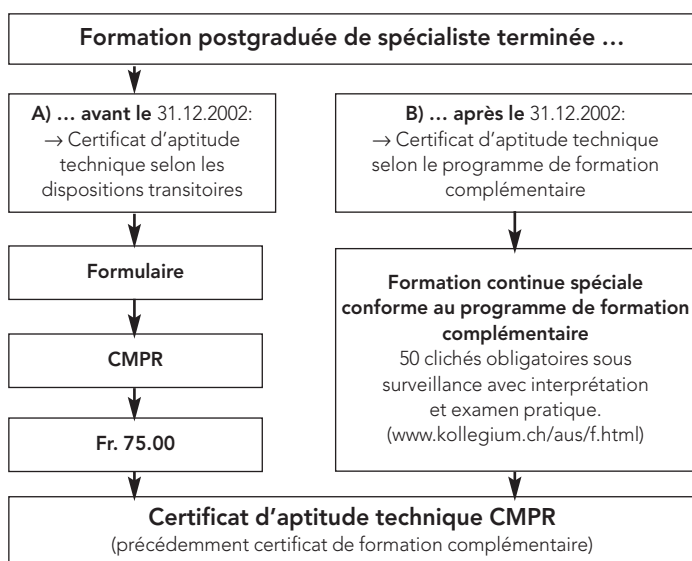 Formation postgraduée de spécialiste terminée …
A) … avant le 31.12.2002:
→ Certificat d'aptitude
technique selon les
dispositions transitoires
B) … après le 31.12.2002:
→ Certificat d'aptitude technique
selon le programme de formation
complémentaire
Formulaire
CMPR
Fr. 75.00
Formation continue spéciale
conforme au programme de formation
complémentaire
50 clichés obligatoires sous
surveillance avec interprétation
et examen pratique.
(www.kollegium.ch/aus/f.html)
Certificat d'aptitude technique CMPR
(précédemment certificat de formation complémentaire)